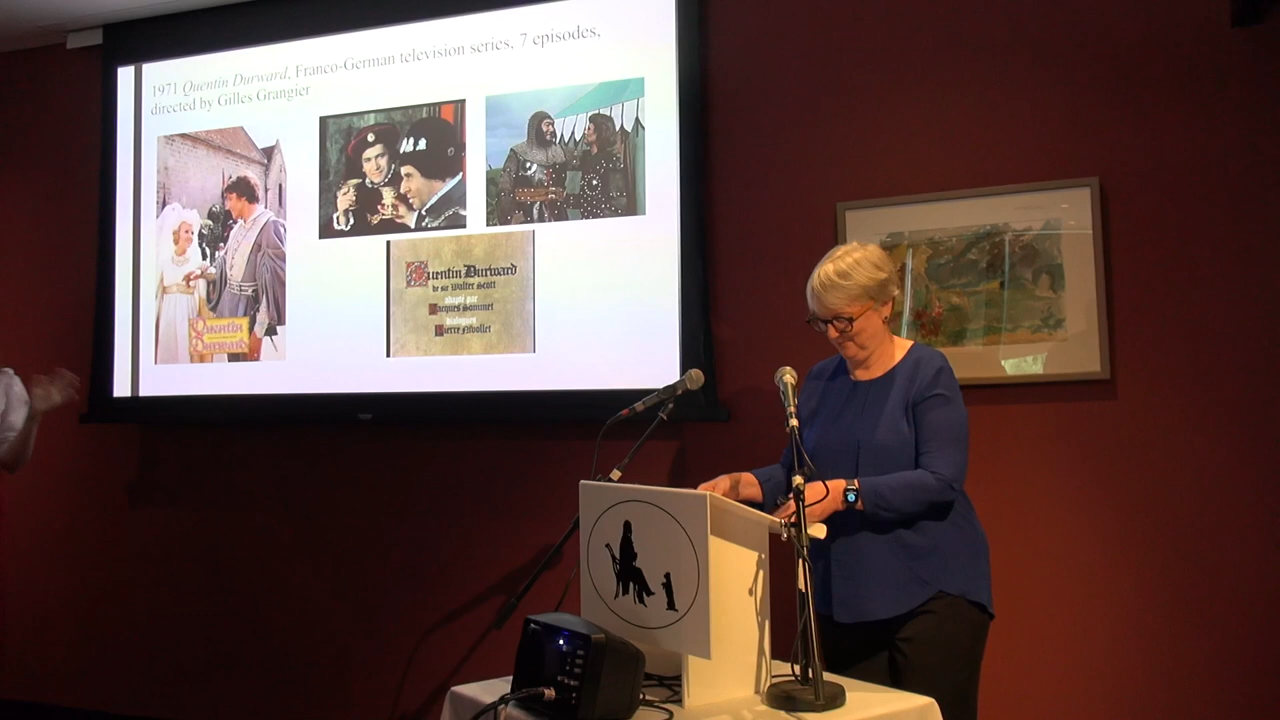 1971 Quentin Durward, Franco-German television series, 7 episodes,
directed by Gilles Grangier
Quentin
Durward
Quentin Durward
de sir Walter Scott
adapté par
Jacques Sommet
dialogues
Pierre Nivollet